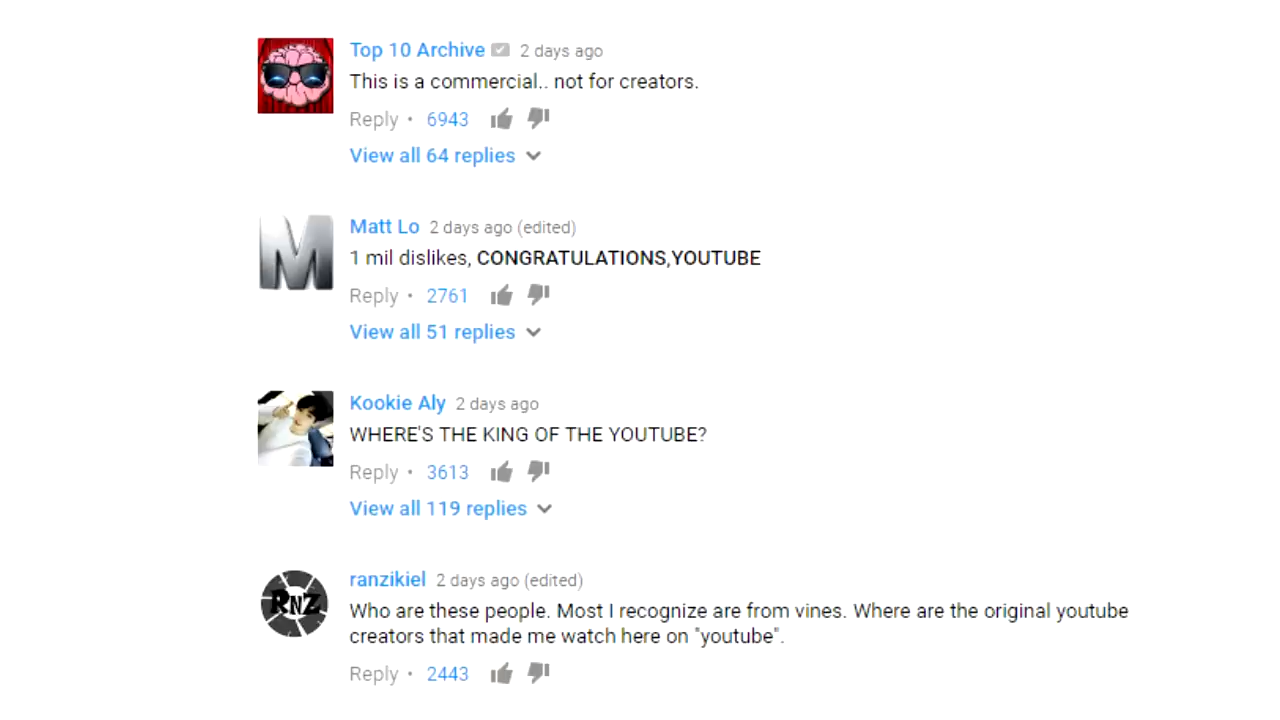 Top 10 Archive 2 days ago
This is a commercial.. not for creators.
Reply • 6943
View all 64 replies
M
Matt Lo 2 days ago (edited)
1 mil dislikes, CONGRATULATIONS,YOUTUBE
Reply • 2761
View all 51 replies
Kookie Aly 2 days ago
WHERE'S THE KING OF THE YOUTUBE?
Reply • 3613
View all 119 replies
RNZ
ranzikiel 2 days ago (edited)
Who are these people. Most I recognize are from vines. Where are the original youtube
creators that made me watch here on "youtube".
Reply • 2443